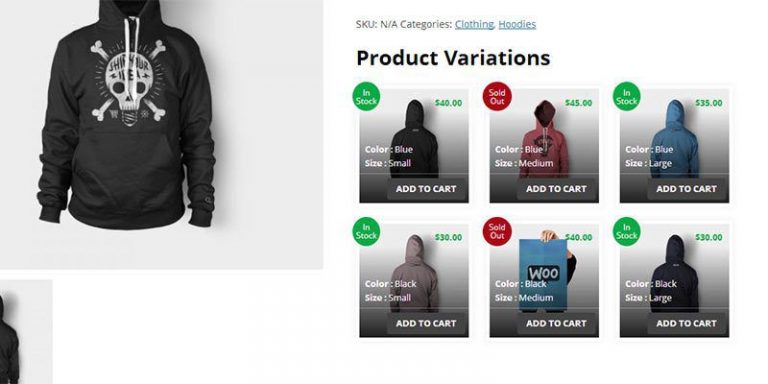 SHIP YOUR
IDEA
SKU: N/A Categories: Clothing, Hoodies
Product Variations
In
Stock
$40.00
Color : Blue
Size : Small
ADD TO CART
Sold
Out
$45.00
Color : Blue
Size : Medium
ADD TO CART
In
Stock
$35.00
Color : Blue
Size : Large
ADD TO CART
In
Stock
$30.00
Color : Black
Size : Small
ADD TO CART
Sold
Out
$40.00
WOO
Color : Black
Size : Medium
ADD TO CART
In
Stock
$30.00
Color : Black
Size : Large
ADD TO CART